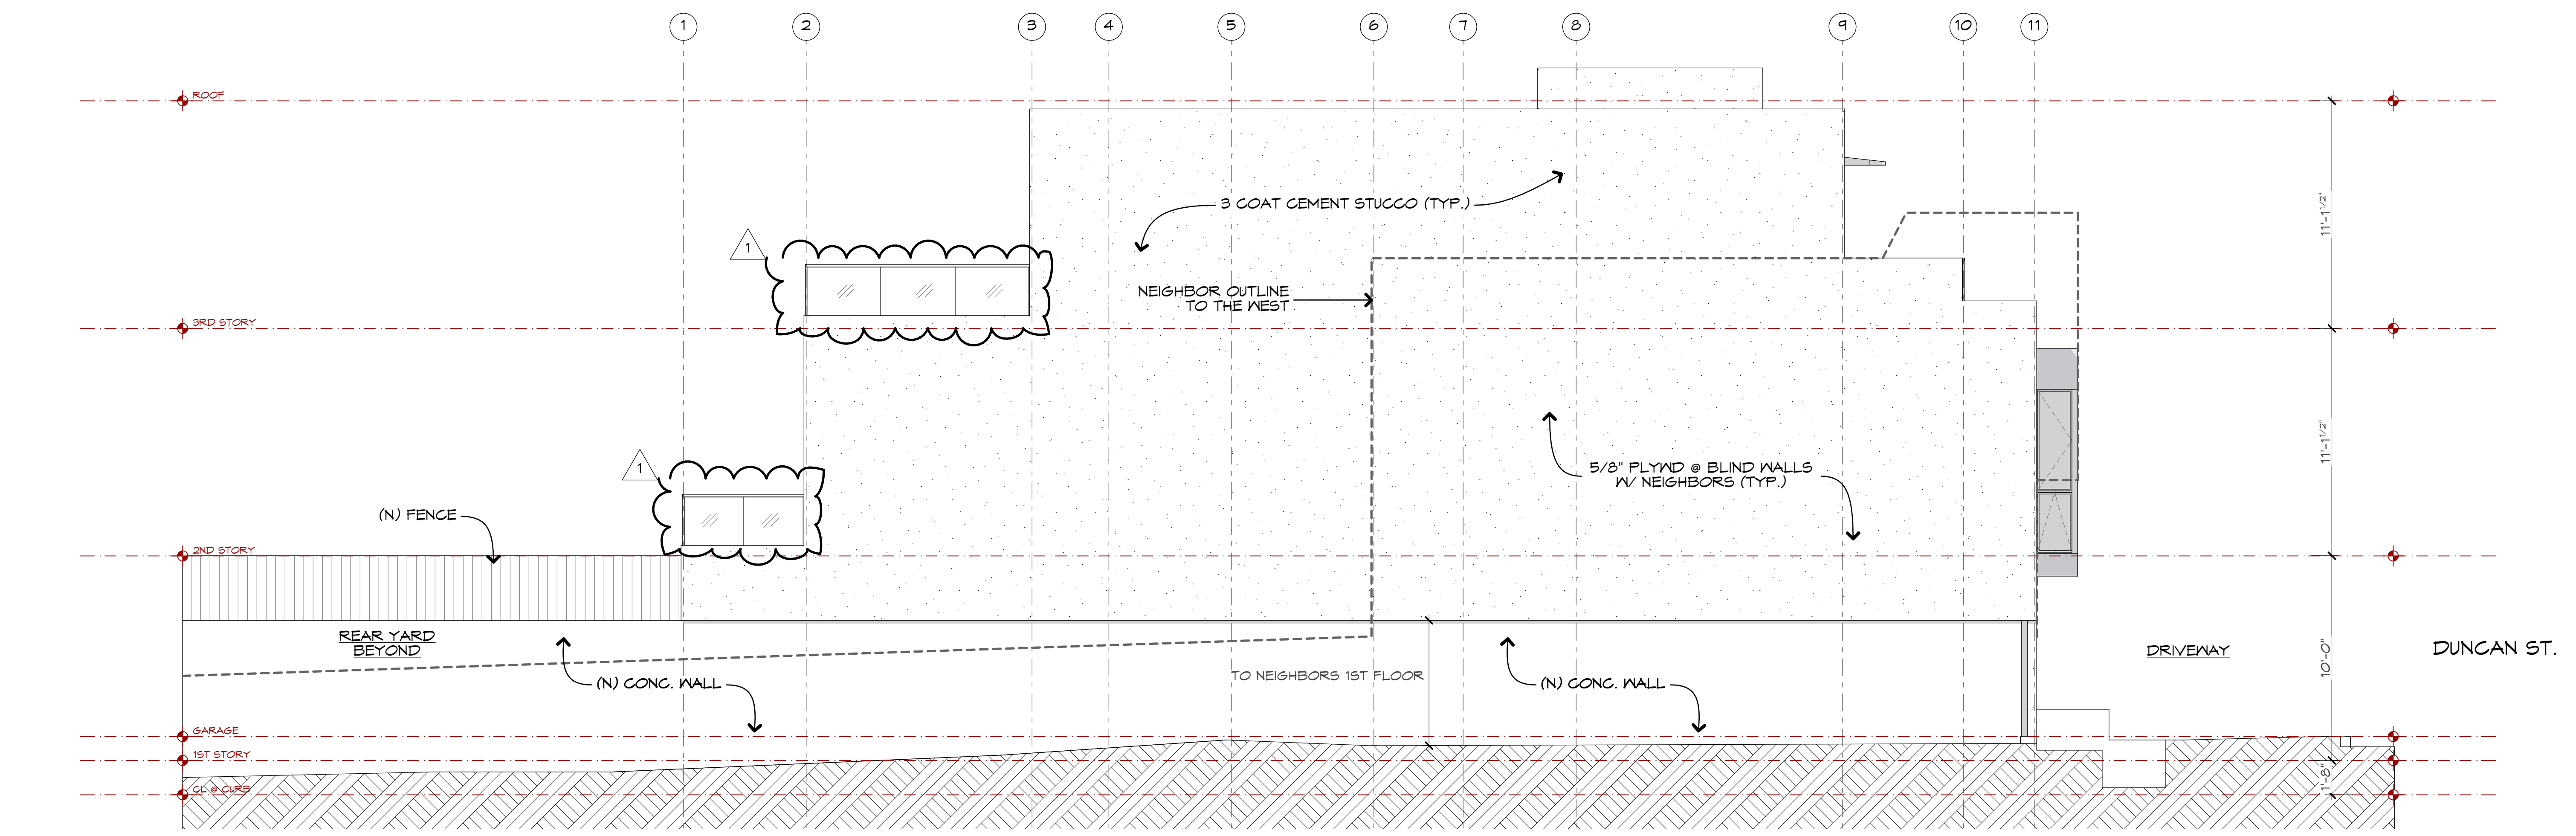 1 2 3 4 5 6 7 8 9 10 11
ROOF
11'-1 1/2"
3 COAT CEMENT STUCCO (TYP.)
1
NEIGHBOR OUTLINE
TO THE WEST
3RD STORY
11'-1 1/2"
1
5/8" PLYWD @ BLIND WALLS
W/ NEIGHBORS (TYP.)
(N) FENCE
2ND STORY
REAR YARD
BEYOND
10'-0"
DRIVEWAY
DUNCAN ST.
TO NEIGHBORS 1ST FLOOR
(N) CONC. WALL
(N) CONC. WALL
GARAGE
1ST STORY
1'-8"
CL @ CURB